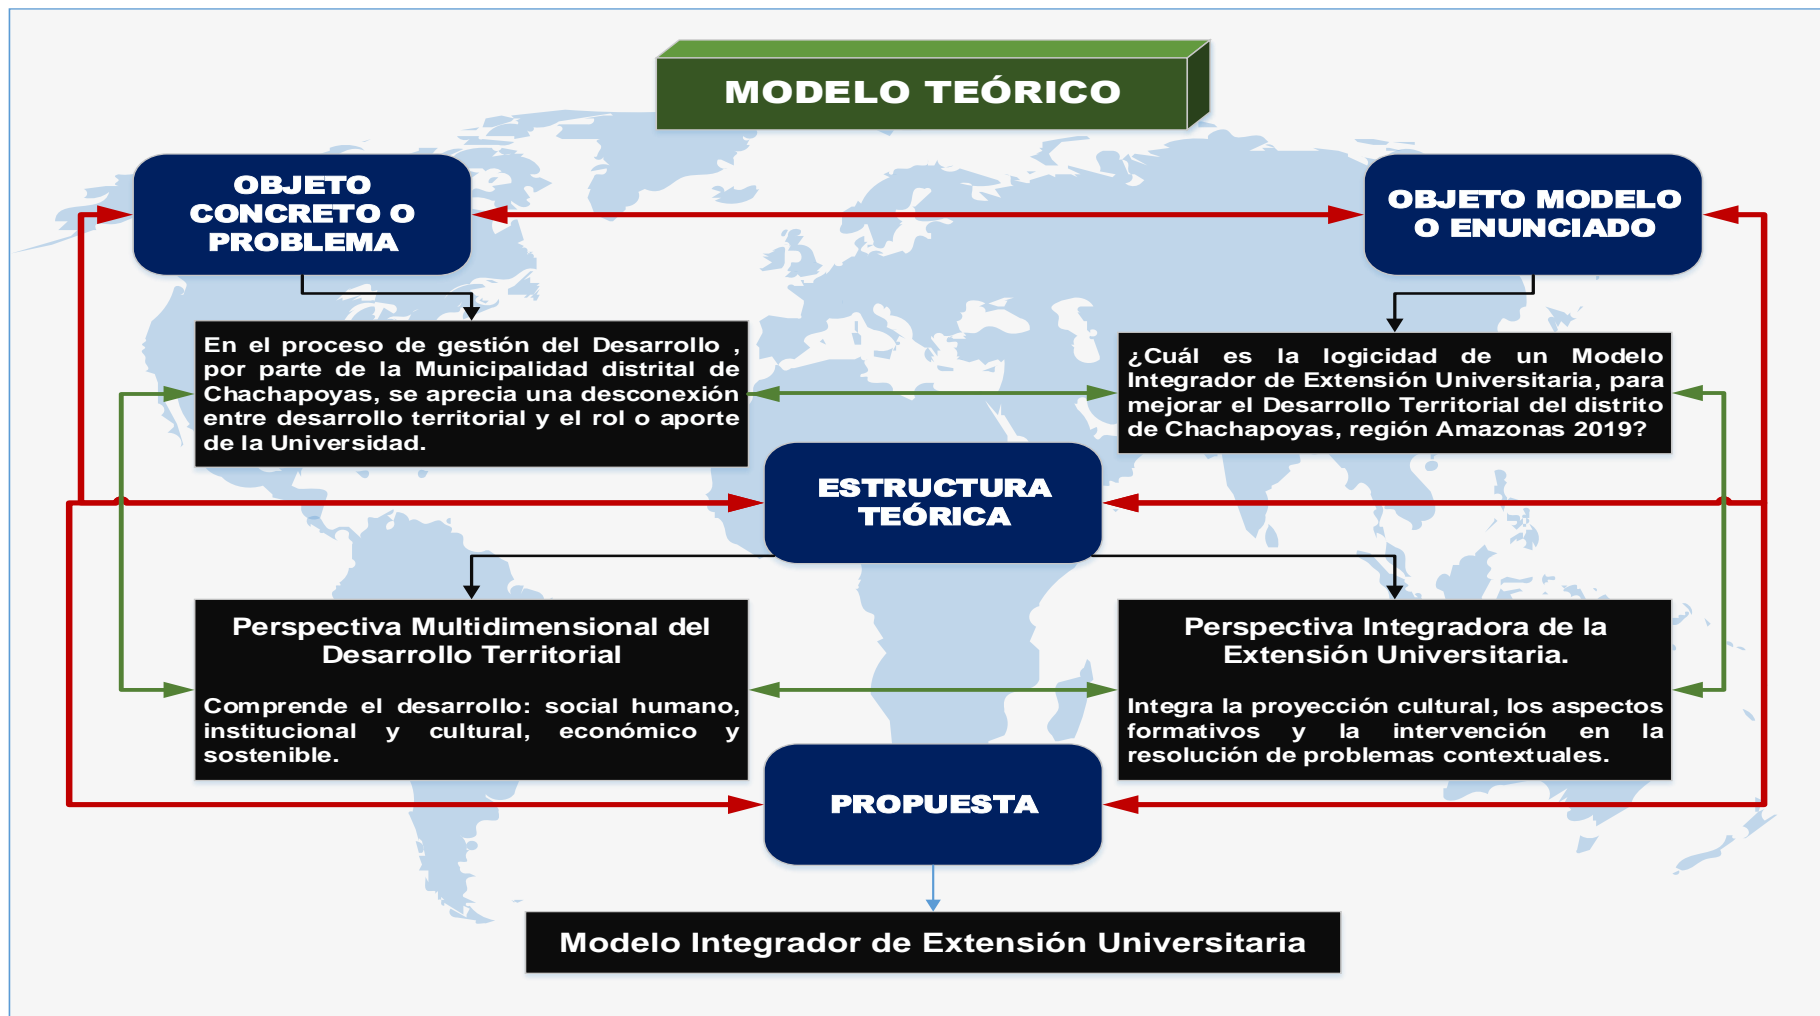 MODELO TEÓRICO
OBJETO
CONCRETO O
PROBLEMA
OBJETO MODELO
O ENUNCIADO
En el proceso de gestión del Desarrollo ,
por parte de la Municipalidad distrital de
Chachapoyas, se aprecia una desconexión
entre desarrollo territorial y el rol o aporte
de la Universidad.
¿Cuál es la logicidad de un Modelo
Integrador de Extensión Universitaria, para
mejorar el Desarrollo Territorial del distrito
de Chachapoyas, región Amazonas 2019?
ESTRUCTURA
TEÓRICA
Perspectiva Multidimensional del
Desarrollo Territorial
Comprende el desarrollo: social humano,
institucional y cultural, económico y
sostenible.
Perspectiva Integradora de la
Extensión Universitaria.
Integra la proyección cultural, los aspectos
formativos y la intervención en la
resolución de problemas contextuales.
PROPUESTA
Modelo Integrador de Extensión Universitaria